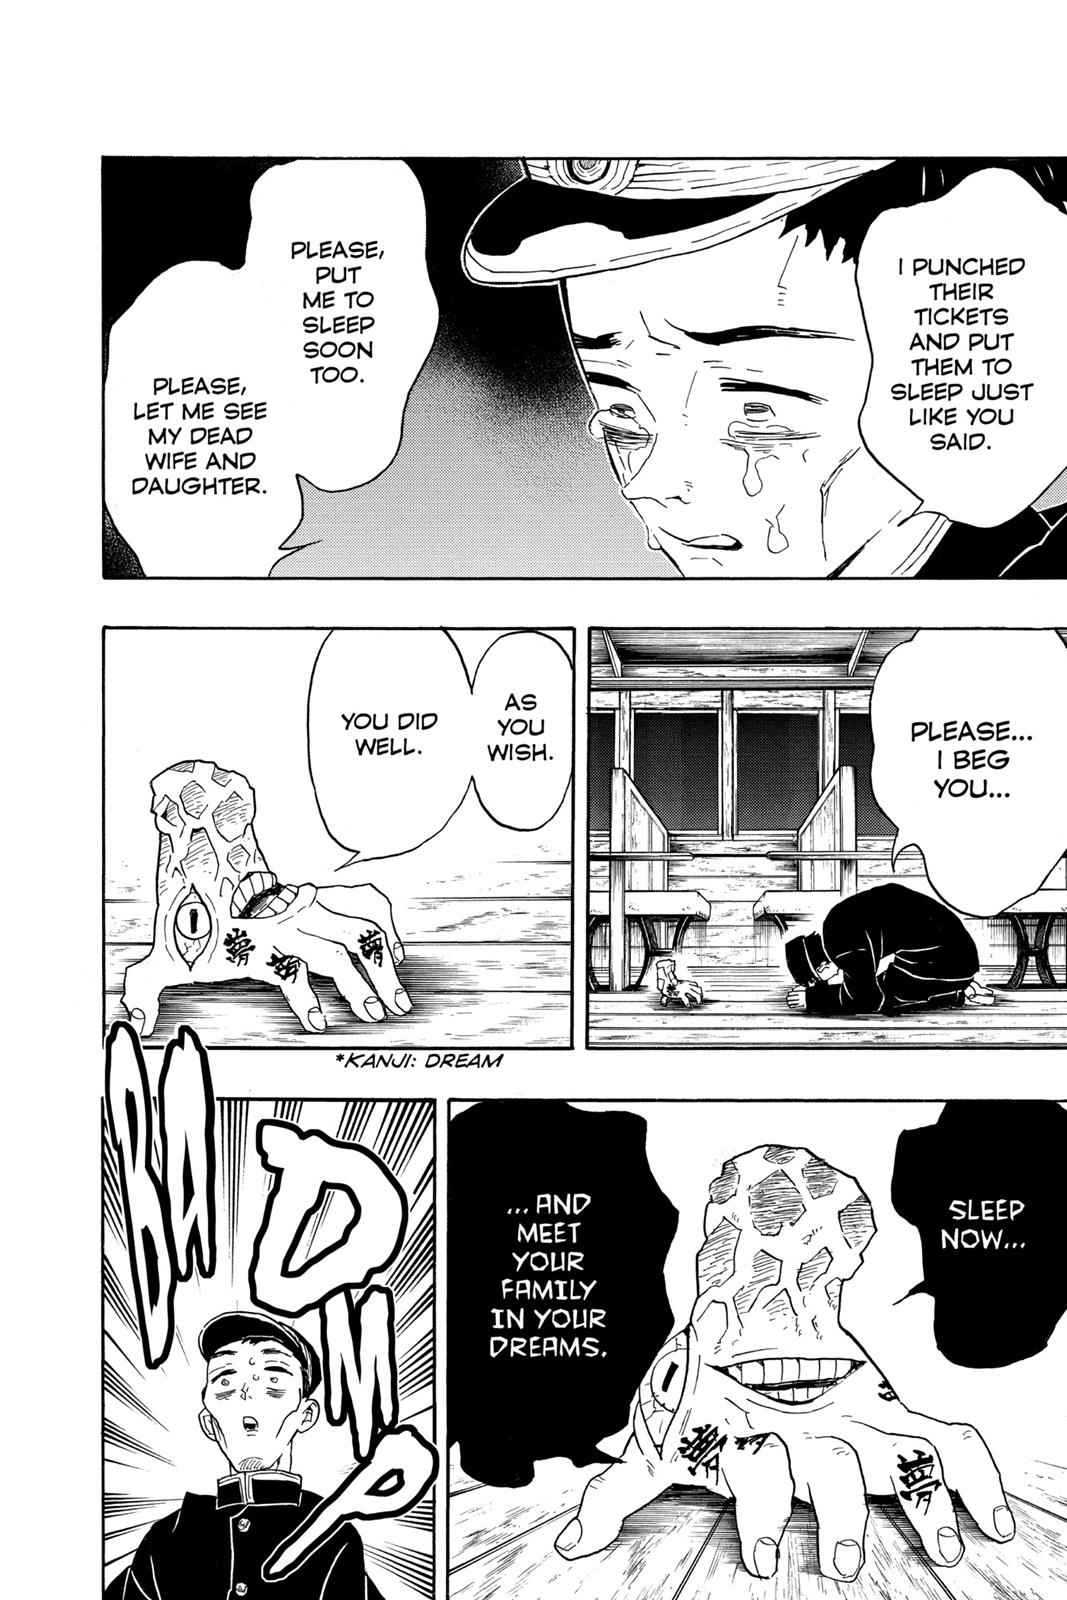 I PUNCHED
THEIR
TICKETS
AND PUT
THEM TO
SLEEP JUST
LIKE YOU
SAID.
PLEASE,
PUT
ME TO
SLEEP
SOON
TOO.
PLEASE,
LET ME SEE
MY DEAD
WIFE AND
DAUGHTER.
PLEASE...
I BEG
YOU...
AS
YOU
WISH.
YOU DID
WELL.
夢
夢
夢
*KANJI: DREAM
SLEEP
NOW...
...AND
MEET
YOUR
FAMILY
IN YOUR
DREAMS.
夢
夢
BA
DMP